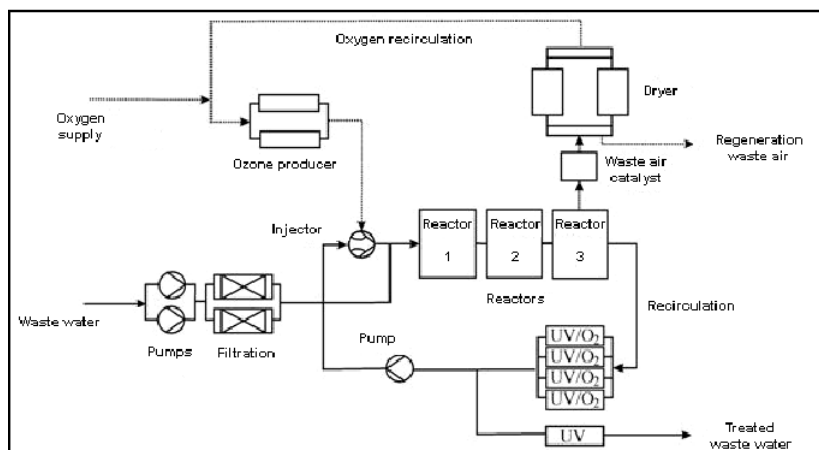 Oxygen recirculation
Dryer
Oxygen
supply
Ozone producer
Regeneration
waste air
Waste air
catalyst
Injector
Reactor
1
Reactor
2
Reactor
3
Reactors
Recirculation
Waste water
Pumps
Filtration
Pump
UV/O2
UV/O2
UV/O2
UV/O2
UV
Treated
waste water